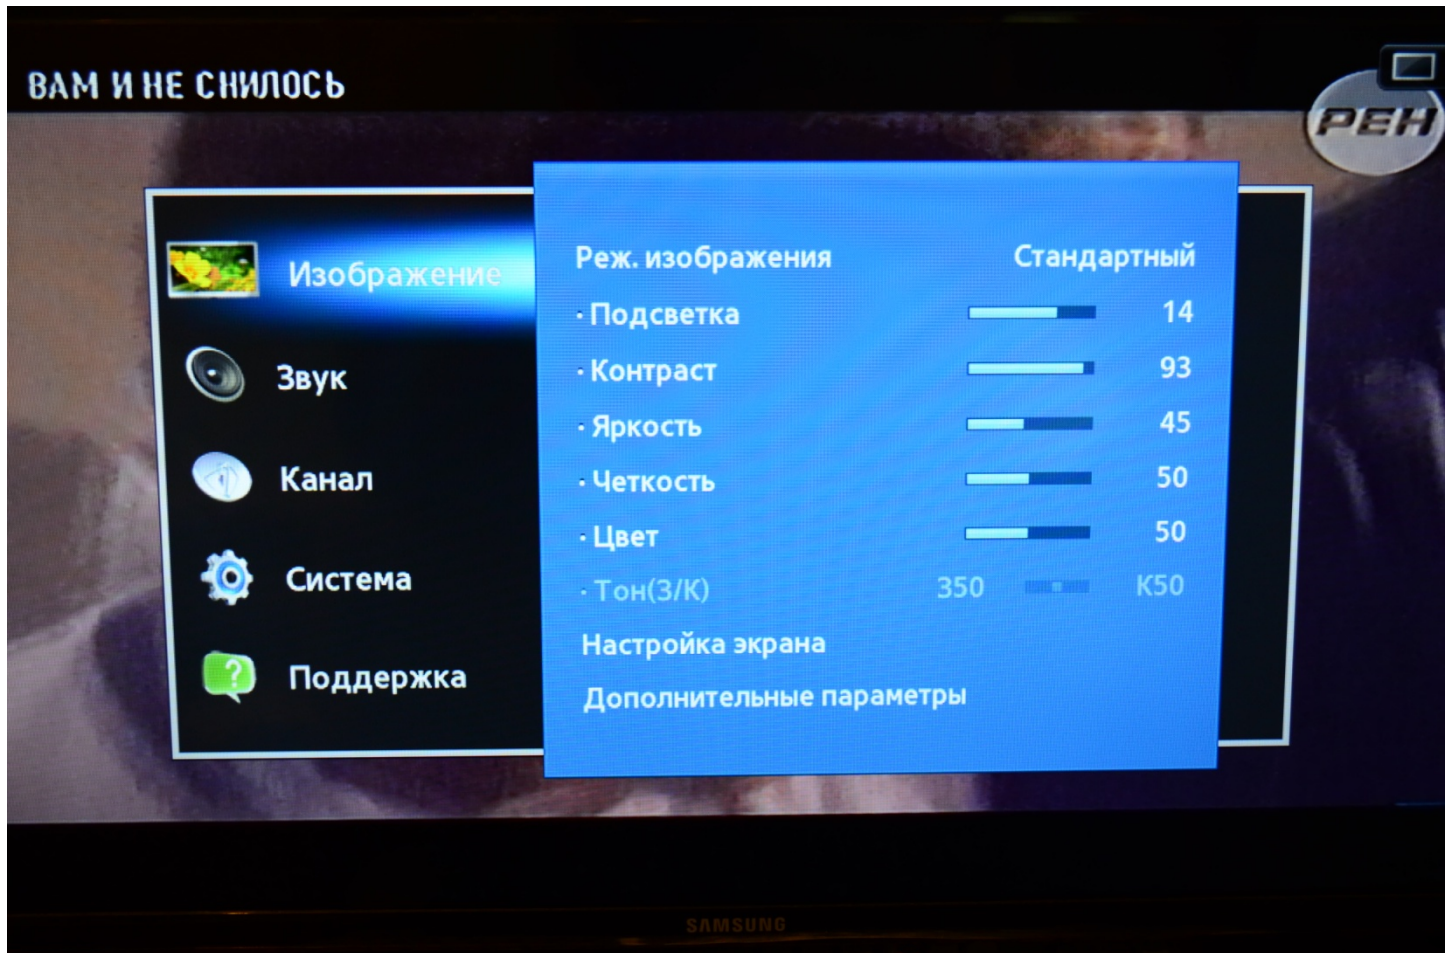 ВАМ И НЕ СНИЛОСЬ
РЕН
Изображение
Звук
Канал
Система
Поддержка
Реж. изображения Стандартный
· Подсветка 14
· Контраст 93
· Яркость 45
· Четкость 50
· Цвет 50
· Тон(З/К) З50 К50
Настройка экрана
Дополнительные параметры
SAMSUNG